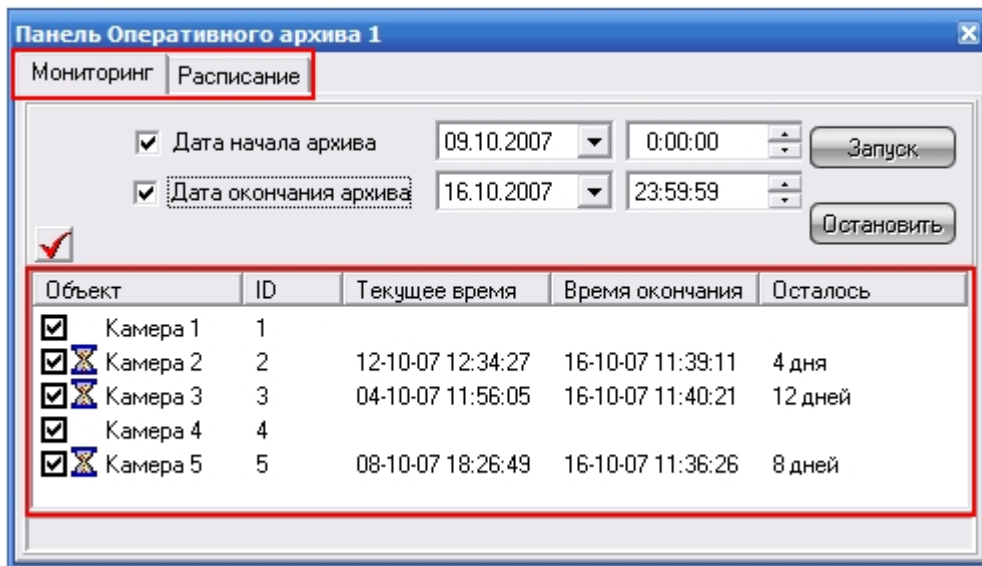 Панель Оперативного архива 1
Мониторинг Расписание
Дата начала архива 09.10.2007 0:00:00 Запуск
Дата окончания архива 16.10.2007 23:59:59
Остановить
Объект ID Текущее время Время окончания Осталось
Камера 1 1
Камера 2 2 12-10-07 12:34:27 16-10-07 11:39:11 4 дня
Камера 3 3 04-10-07 11:56:05 16-10-07 11:40:21 12 дней
Камера 4 4
Камера 5 5 08-10-07 18:26:49 16-10-07 11:36:26 8 дней